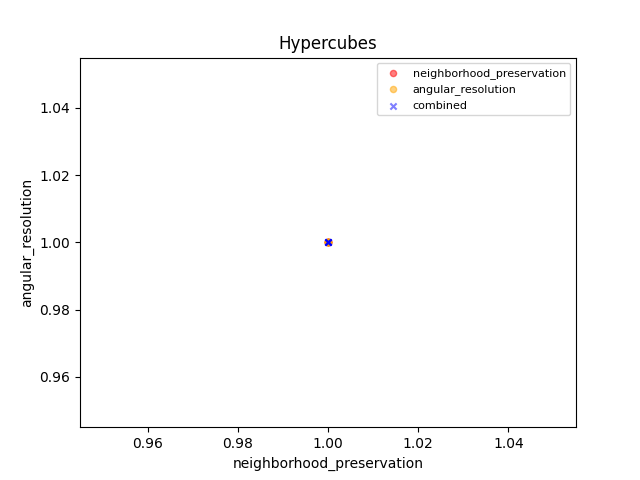 Hypercubes
neighborhood_preservation
angular_resolution
combined
angular_resolution
1.04
1.02
1.00
0.98
0.96
0.96
0.98
1.00
1.02
1.04
neighborhood_preservation